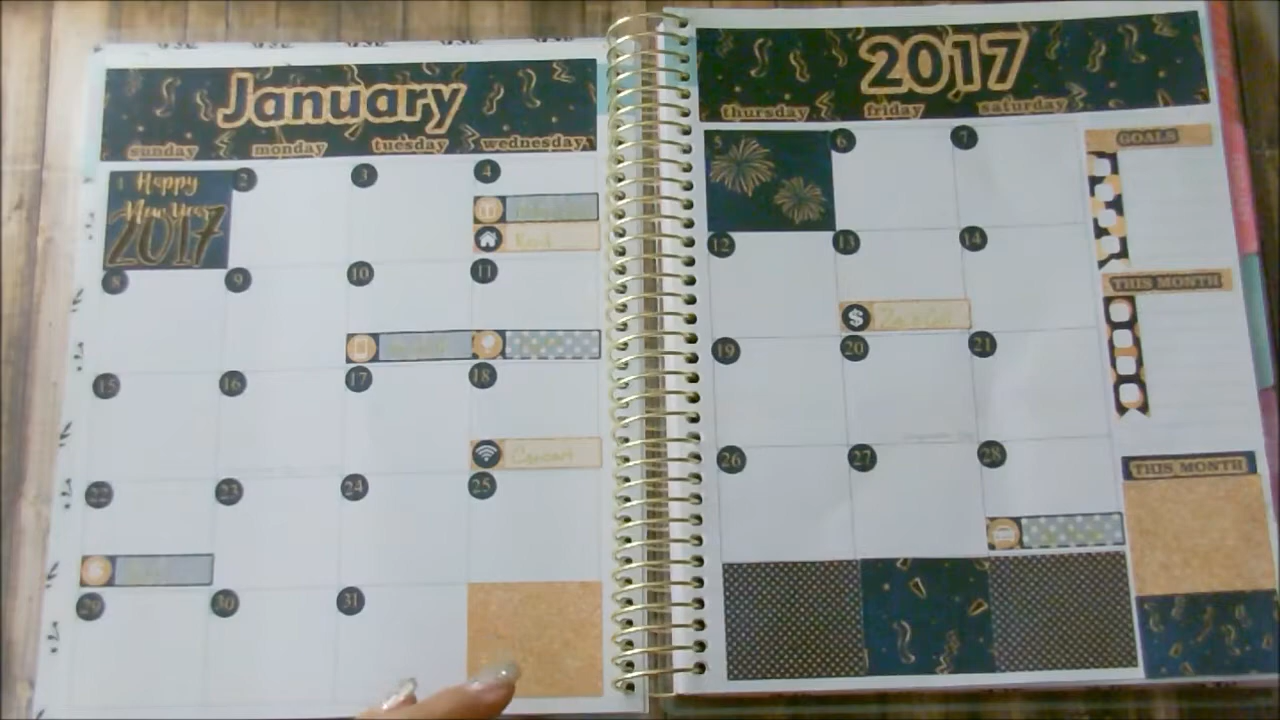 January
2017
sunday monday tuesday wednesday
thursday friday saturday
1 Happy
New Year
2017
2 3 4
5 6 7
GOALS
8 9 10 11
12 13 14
THIS MONTH
$
15 16 17 18
19 20 21
22 23 24 25
26 27 28
THIS MONTH
29 30 31